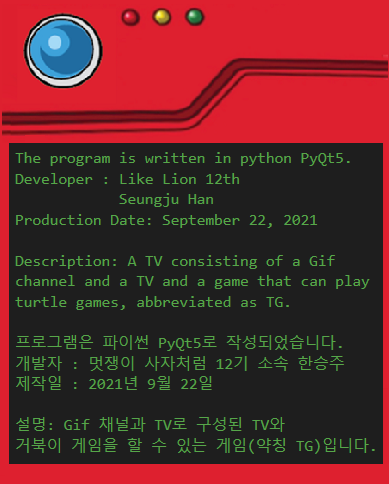 The program is written in python PyQt5.
Developer : Like Lion 12th
Seungju Han
Production Date: September 22, 2021
Description: A TV consisting of a Gif
channel and a TV and a game that can play
turtle games, abbreviated as TG.
프로그램은 파이썬 PyQt5로 작성되었습니다.
개발자 : 멋쟁이 사자처럼 12기 소속 한승주
제작일 : 2021년 9월 22일
설명: Gif 채널과 TV로 구성된 TV와
거북이 게임을 할 수 있는 게임(약칭 TG)입니다.